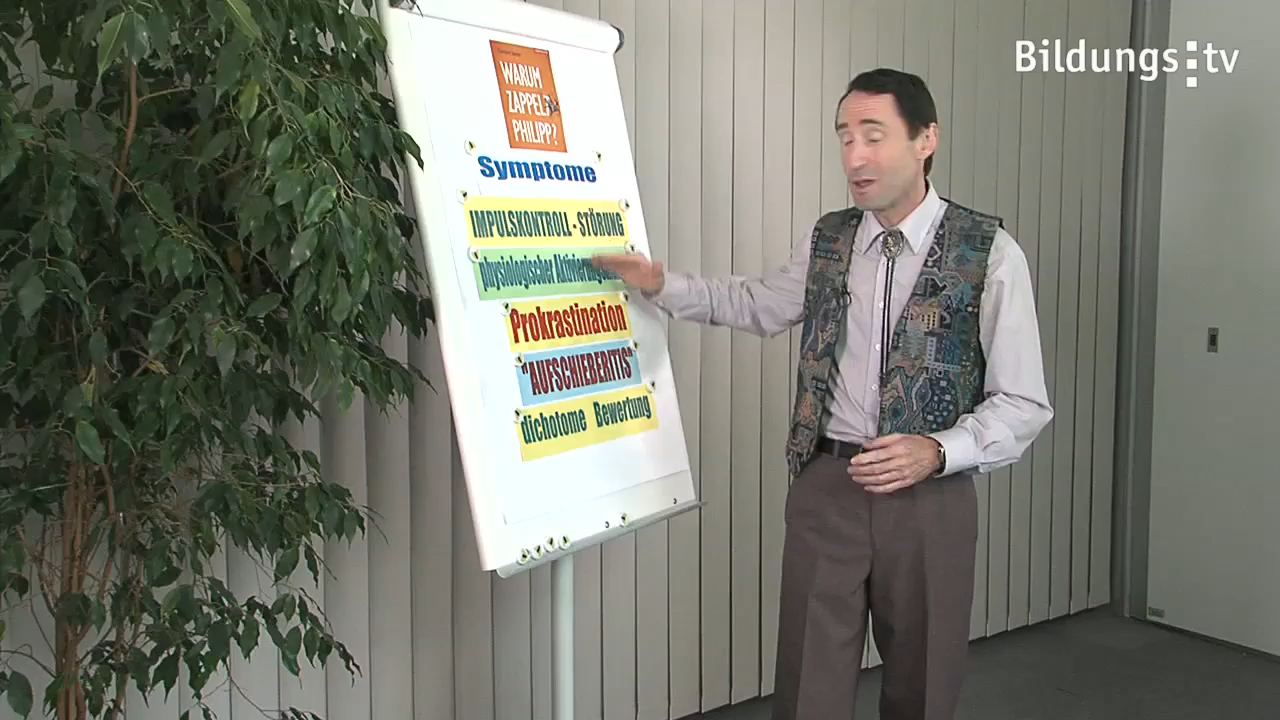 Bildungs:tv
WARUM
ZAPPELT
PHILIPP?
Symptome
IMPULSKONTROLL - STÖRUNG
physiologischer
Prokrastination
"AUFSCHIEBERITIS"
dichotome Bewertung